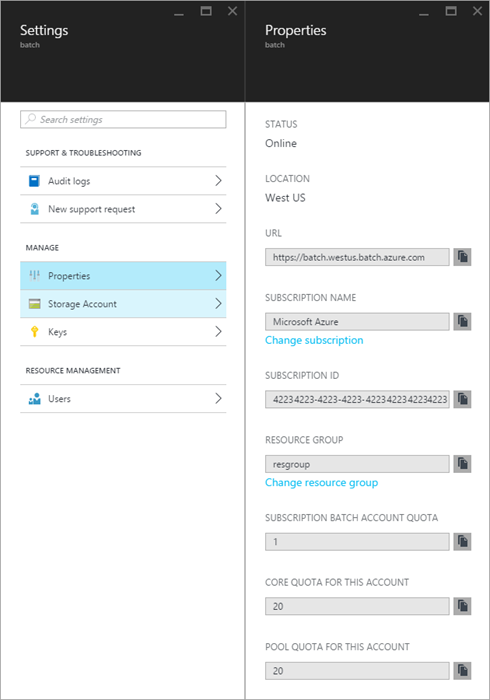 Settings
batch
Search settings
SUPPORT & TROUBLESHOOTING
Audit logs
New support request
MANAGE
Properties
Storage Account
Keys
RESOURCE MANAGEMENT
Users
Properties
batch
STATUS
Online
LOCATION
West US
URL
https://batch.westus.batch.azure.com
SUBSCRIPTION NAME
Microsoft Azure
Change subscription
SUBSCRIPTION ID
42234223-4223-4223-4223422342234223
RESOURCE GROUP
resgroup
Change resource group
SUBSCRIPTION BATCH ACCOUNT QUOTA
1
CORE QUOTA FOR THIS ACCOUNT
20
POOL QUOTA FOR THIS ACCOUNT
20